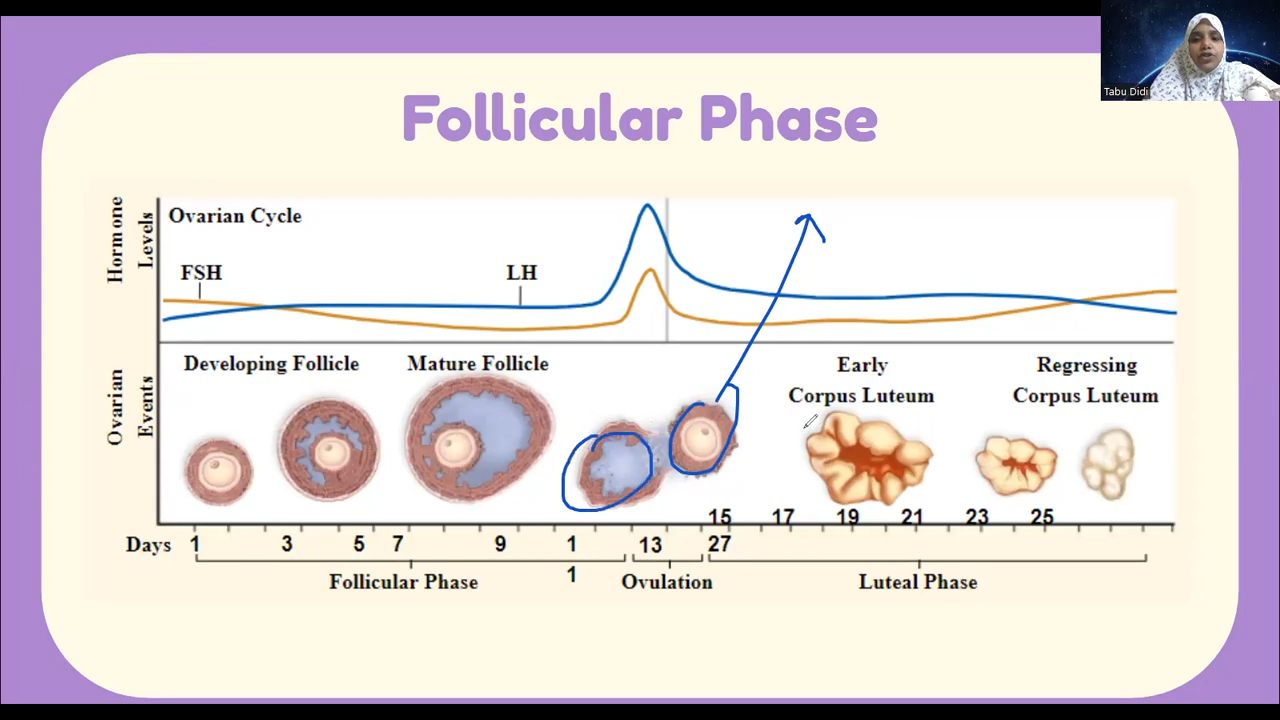 Tabu Didi
Follicular Phase
Hormone
Levels
Ovarian Cycle
FSH
LH
Ovarian
Events
Developing Follicle
Mature Follicle
Early
Corpus Luteum
Regressing
Corpus Luteum
15 17 19 21 23 25
Days 1 3 5 7 9 1 13 27
1
Follicular Phase
Ovulation
Luteal Phase